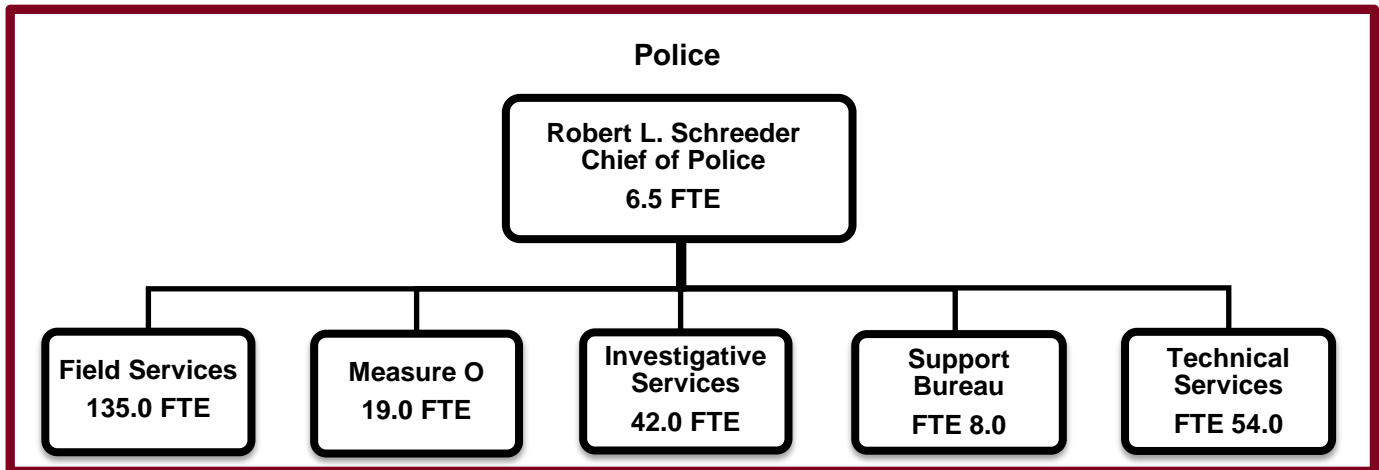 Police
Robert L. Schreeder
Chief of Police
6.5 FTE
Field Services
135.0 FTE
Measure O
19.0 FTE
Investigative
Services
42.0 FTE
Support
Bureau
FTE 8.0
Technical
Services
FTE 54.0